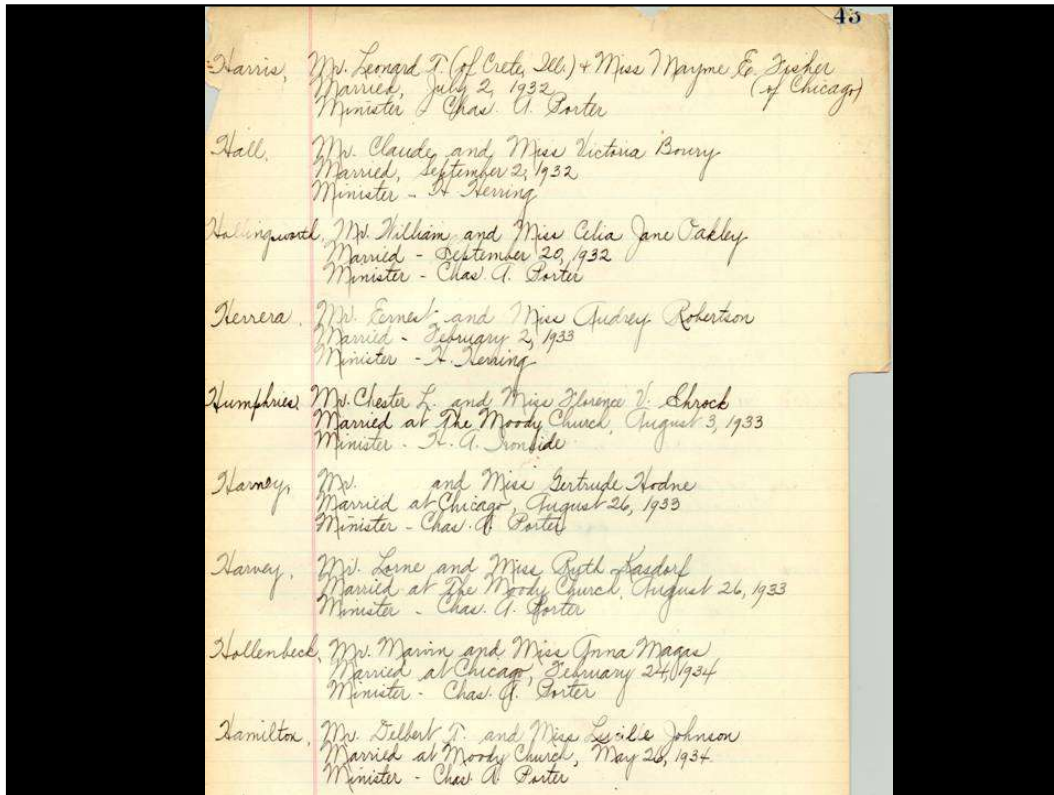 43
Harris, Mr. Leonard T. (of Crete, Ill.) + Miss Mayme E. Fisher
Married, July 2, 1932 (of Chicago)
Minister Chas. A. Porter
Hall, Mr. Claude and Miss Victoria Boury
Married, September 2, 1932
Minister - H. Herring
Hollingsworth, Mr. William and Miss Celia Jane Oakley
Married - September 20, 1932
Minister - Chas. A. Porter
Herrera, Mr. Ernest and Miss Audrey Robertson
Married - February 2, 1933
Minister - H. Herring
Humphries, Mr. Chester L. and Miss Florence V. Shrock
Married at The Moody Church, August 3, 1933
Minister - H. A. Ironside
Harney, Mr. and Miss Gertrude Hodne
Married at Chicago, August 26, 1933
Minister - Chas. A. Porter
Harvey, Mr. Lorne and Miss Ruth Kasdorf
Married at The Moody Church, August 26, 1933
Minister - Chas. A. Porter
Hollenbeck, Mr. Marvin and Miss Anna Magas
Married at Chicago, February 24, 1934
Minister - Chas. A. Porter
Hamilton, Mr. Delbert T. and Miss Lucille Johnson
Married at Moody Church, May 26, 1934.
Minister - Chas. A. Porter